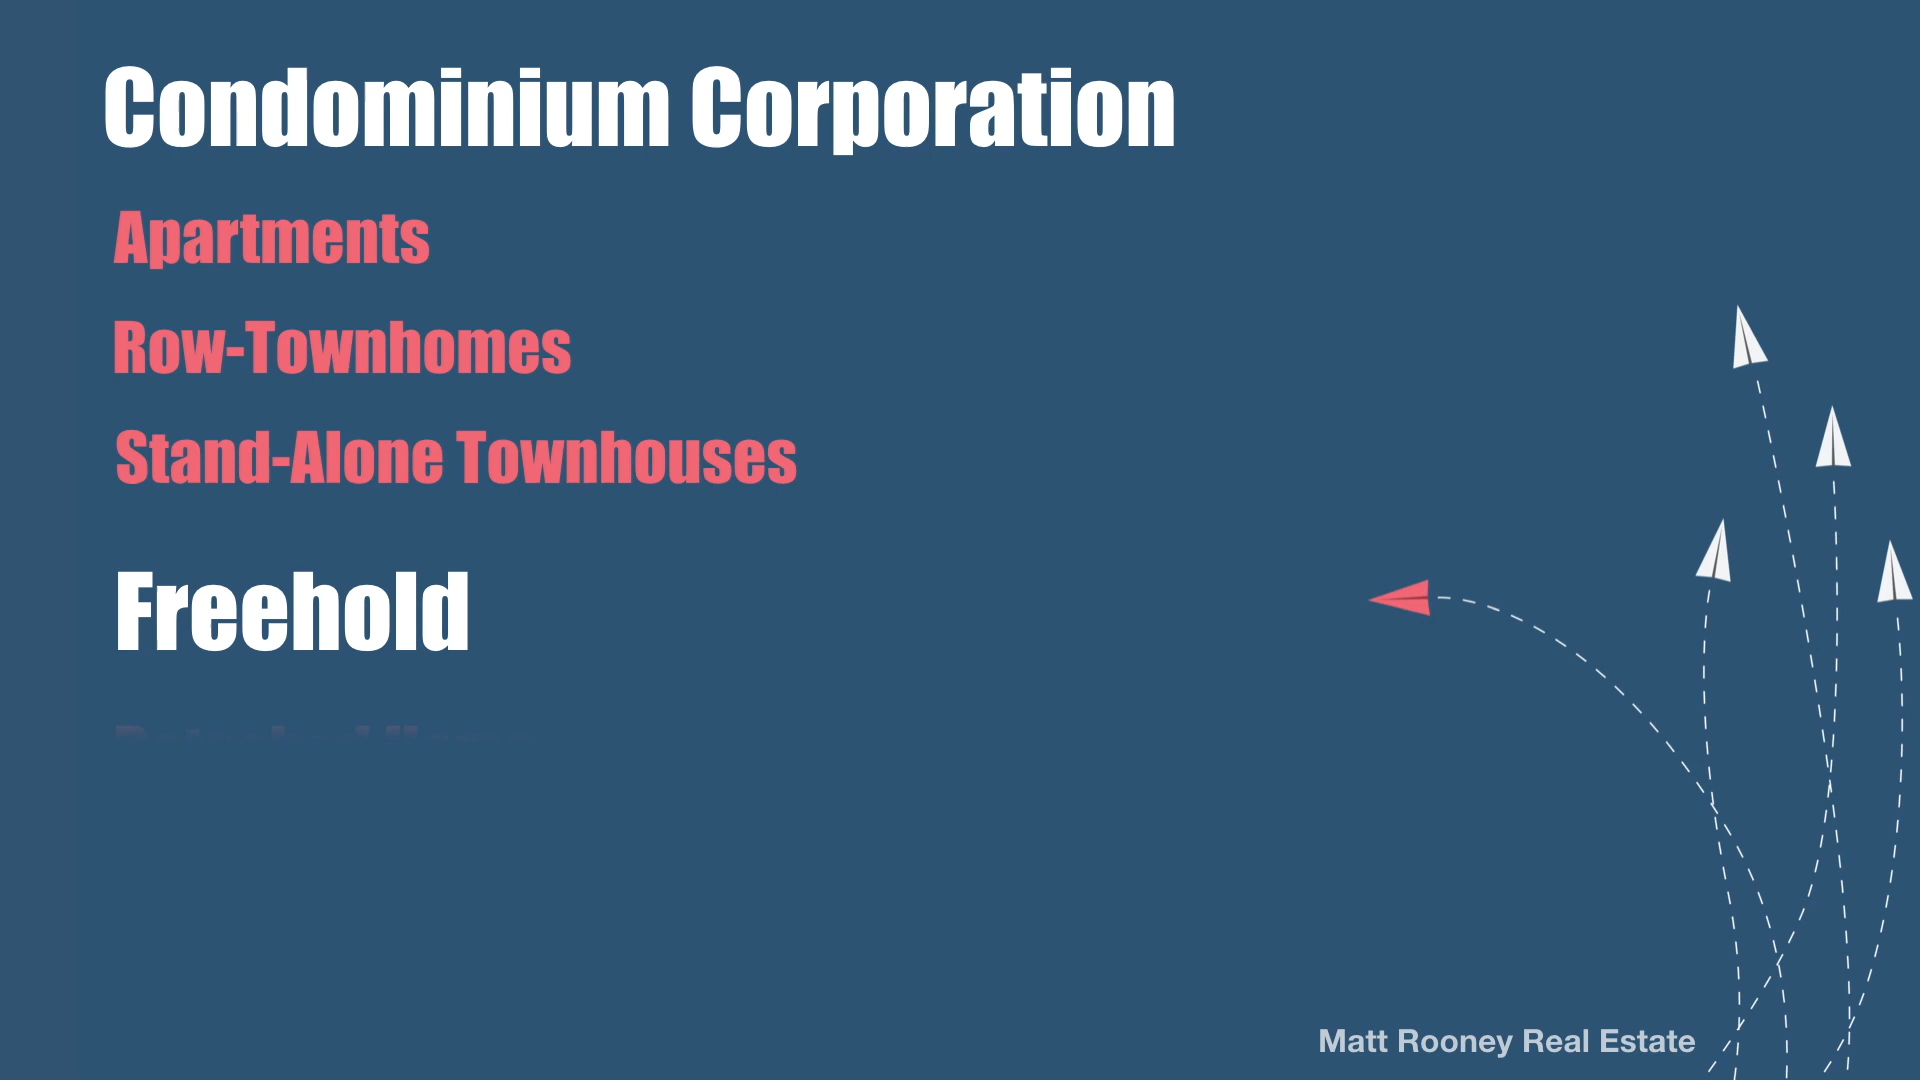 Condominium Corporation
Apartments
Row-Townhomes
Stand-Alone Townhouses
Freehold
Matt Rooney Real Estate